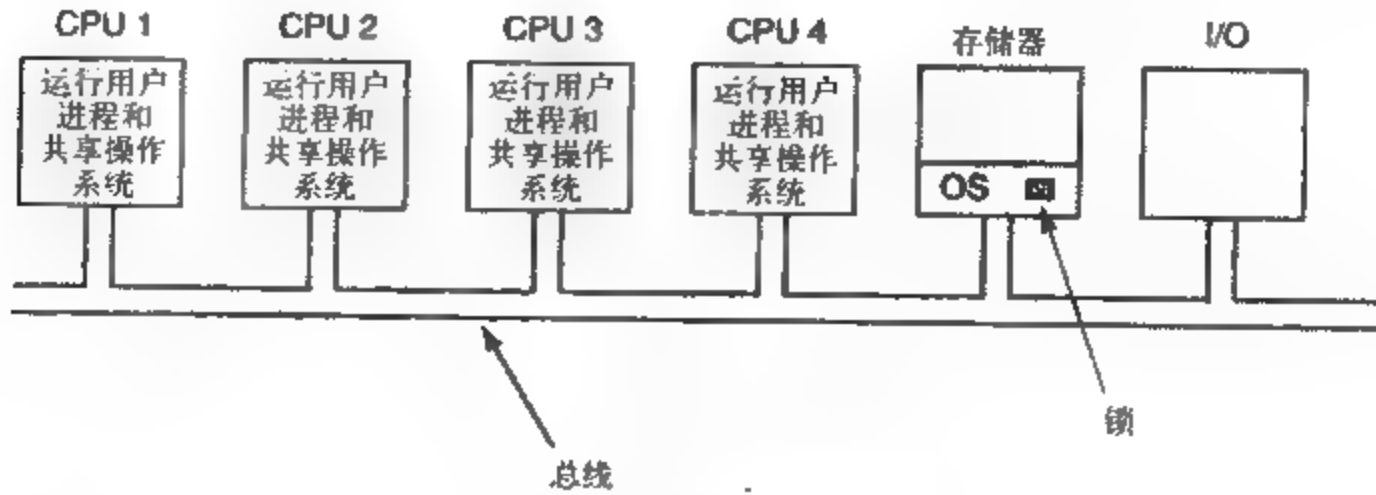 CPU 1
运行用户
进程和
共享操作
系统
CPU 2
运行用户
进程和
共享操作
系统
CPU 3
运行用户
进程和
共享操作
系统
CPU 4
运行用户
进程和
共享操作
系统
存储器
OS
I/O
锁
总线